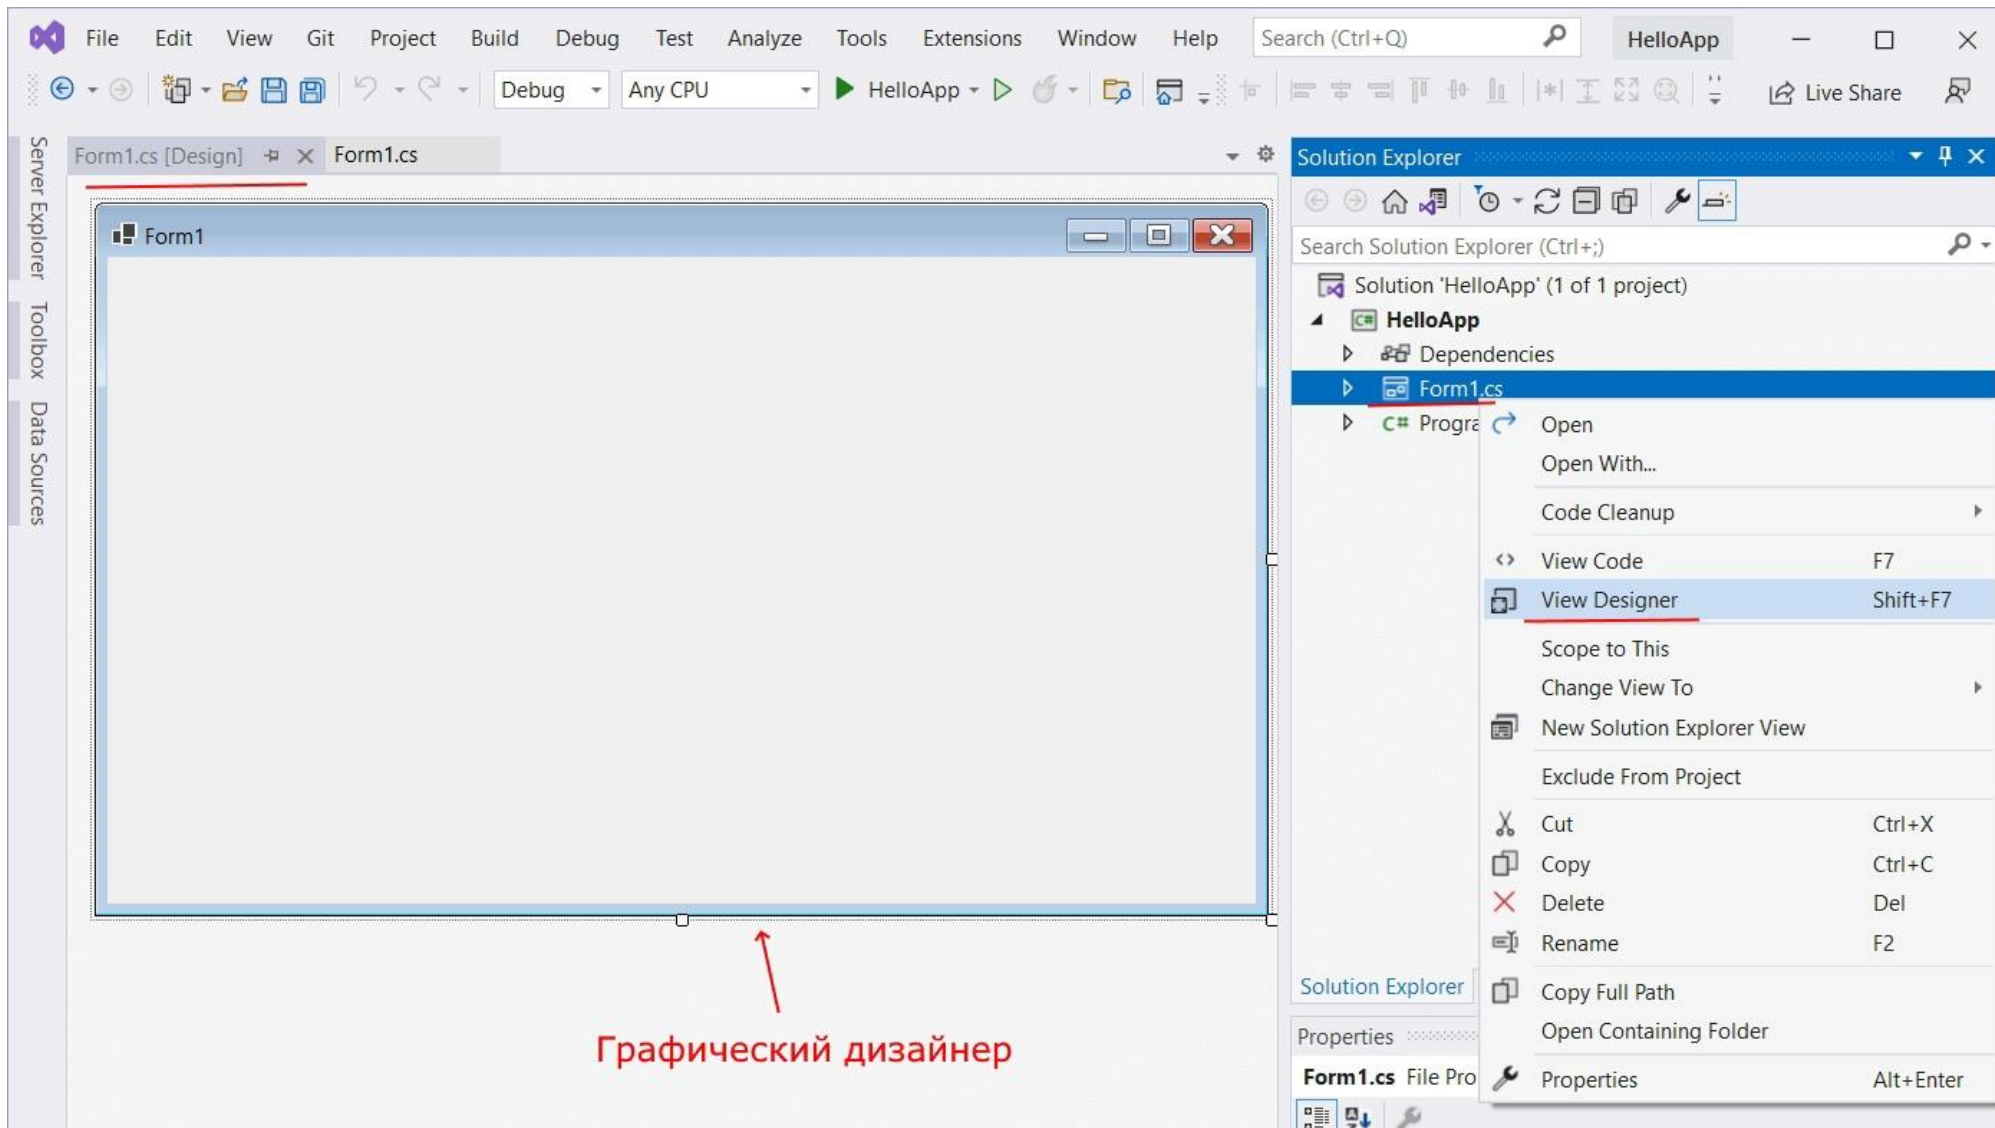 File Edit View Git Project Build Debug Test Analyze Tools Extensions Window Help Search (Ctrl+Q) HelloApp
Debug Any CPU HelloApp Live Share
Server Explorer
Toolbox
Data Sources
Form1.cs [Design] Form1.cs
Form1
Графический дизайнер
Solution Explorer
Search Solution Explorer (Ctrl+;)
Solution 'HelloApp' (1 of 1 project)
C# HelloApp
Dependencies
Form1.cs
C# Progra
Open
Open With...
Code Cleanup
View Code F7
View Designer Shift+F7
Scope to This
Change View To
New Solution Explorer View
Exclude From Project
Cut Ctrl+X
Copy Ctrl+C
Delete Del
Rename F2
Copy Full Path
Open Containing Folder
Properties Alt+Enter
Solution Explorer
Properties
Form1.cs File Pro